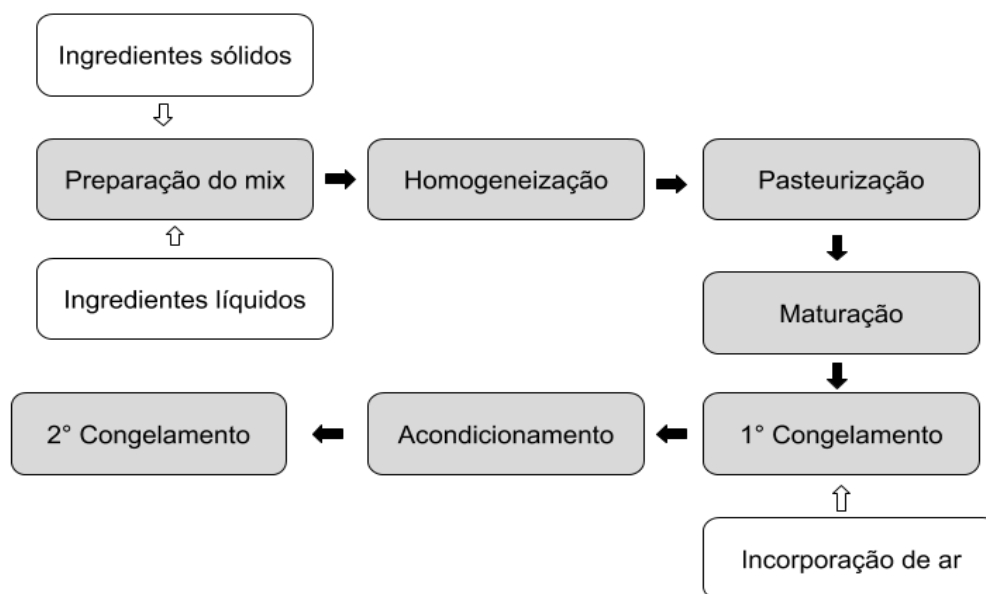 Ingredientes sólidos
Preparação do mix
Homogeneização
Pasteurização
Ingredientes líquidos
Maturação
2° Congelamento
Acondicionamento
1° Congelamento
Incorporação de ar